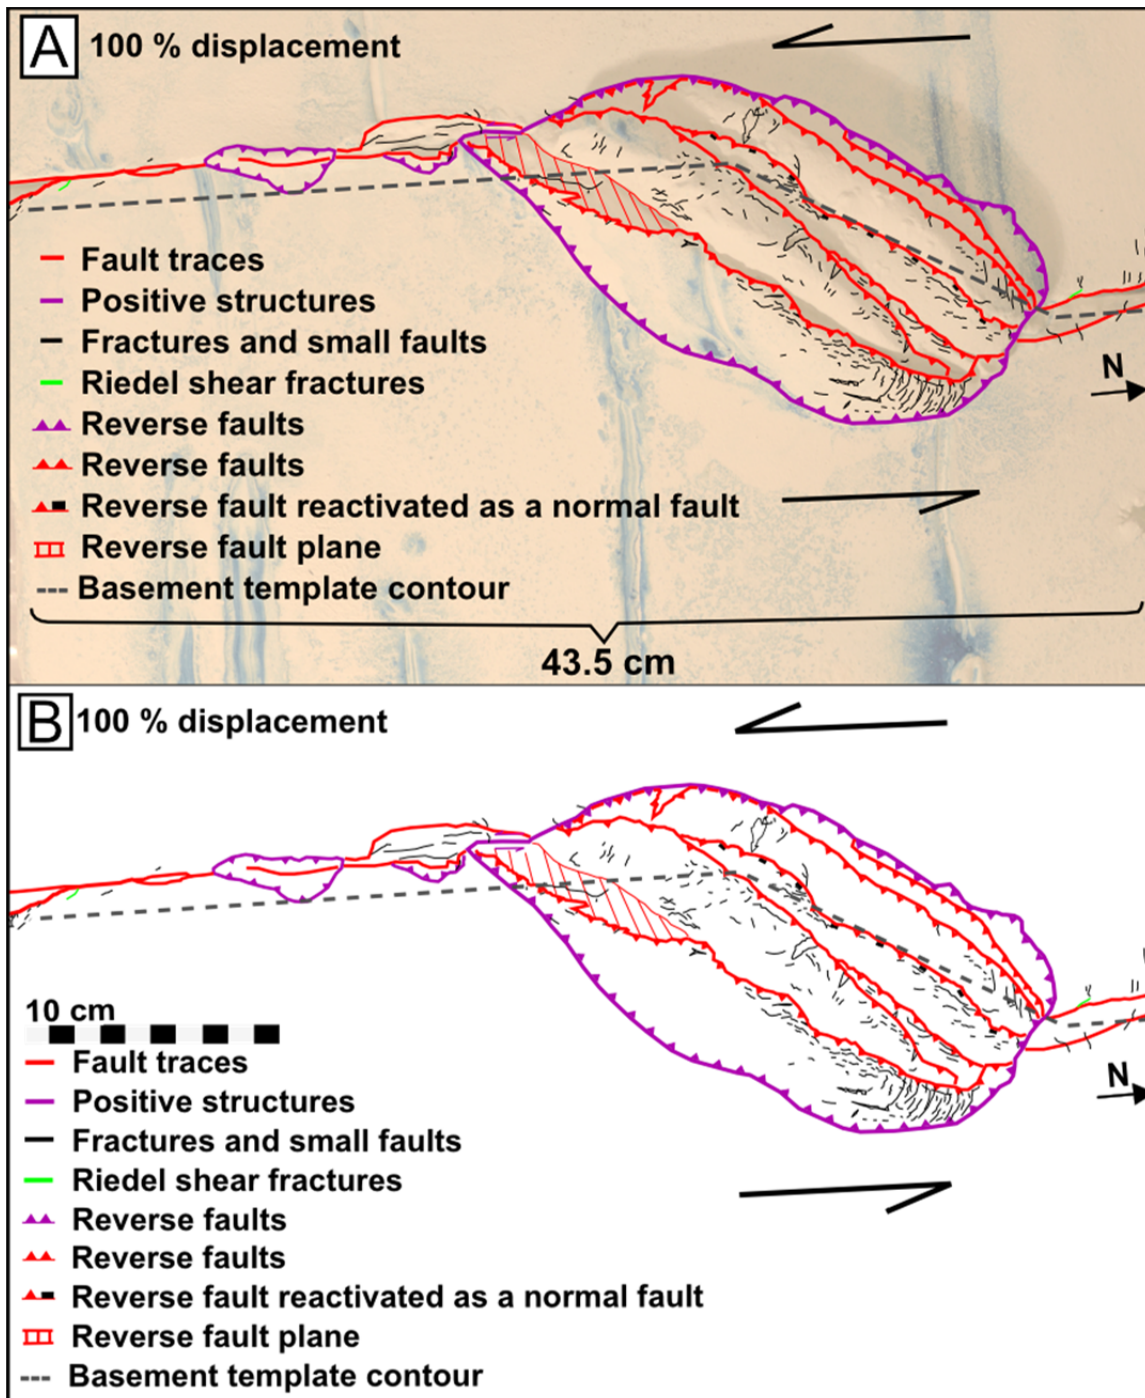 A 100 % displacement
N
Fault traces
Positive structures
Fractures and small faults
Riedel shear fractures
Reverse faults
Reverse faults
Reverse fault reactivated as a normal fault
Reverse fault plane
Basement template contour
43.5 cm
B 100 % displacement
N
10 cm
Fault traces
Positive structures
Fractures and small faults
Riedel shear fractures
Reverse faults
Reverse faults
Reverse fault reactivated as a normal fault
Reverse fault plane
Basement template contour